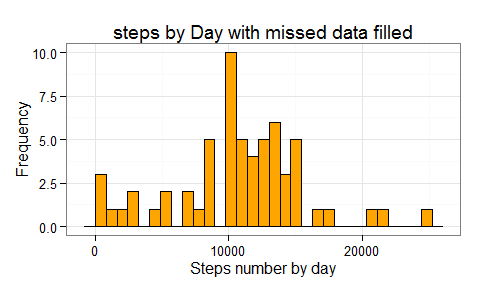 steps by Day with missed data filled
Frequency
10.0
7.5
5.0
2.5
0.0
0
10000
20000
Steps number by day